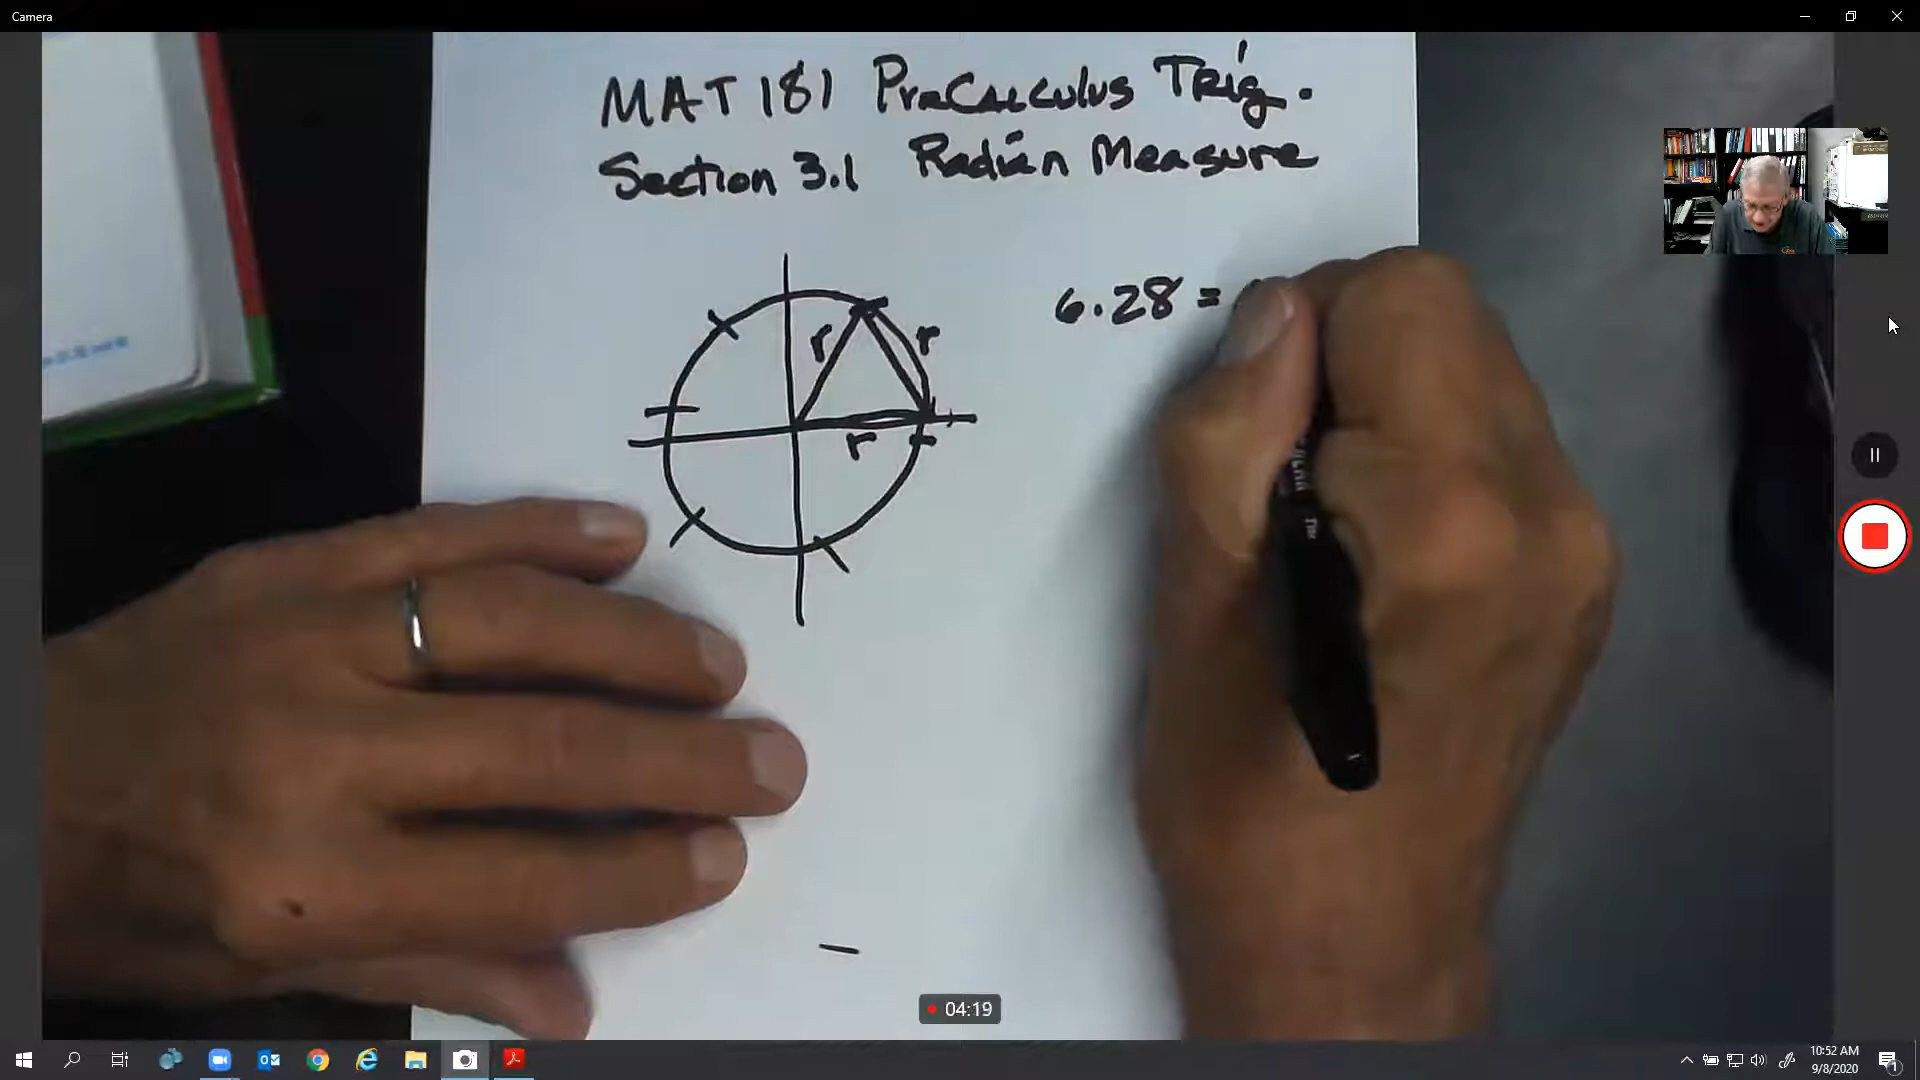 Camera
MAT 181 PreCalculus Trig.
Section 3.1 Radian Measure
6.28 =
r
r
r
04:19
10:52 AM
9/8/2020